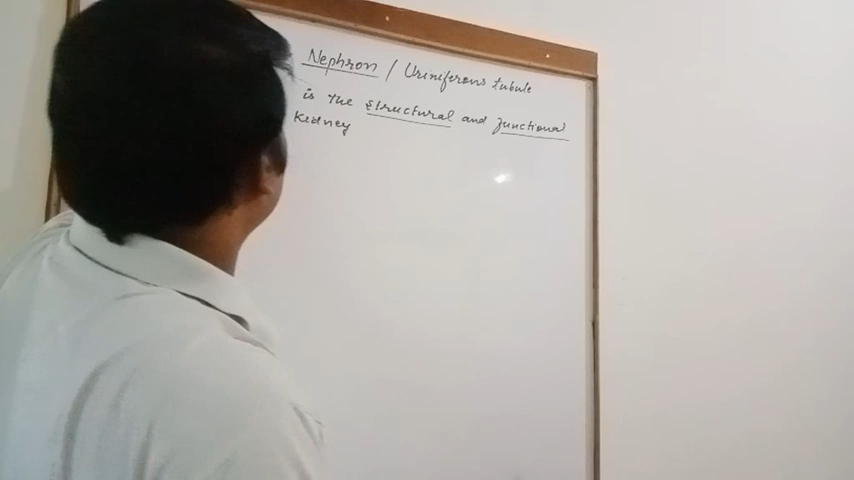 Nephron / Uriniferous tubule
is the structural and functional
kidney